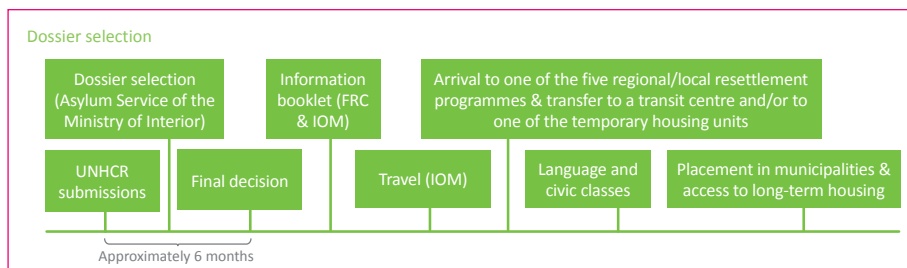 Dossier selection
Dossier selection
(Asylum Service of the
Ministry of Interior)
Information
booklet (FRC
& IOM)
Arrival to one of the five regional/local resettlement
programmes & transfer to a transit centre and/or to
one of the temporary housing units
UNHCR
submissions
Final decision
Travel (IOM)
Language and
civic classes
Placement in municipalities &
access to long-term housing
Approximately 6 months